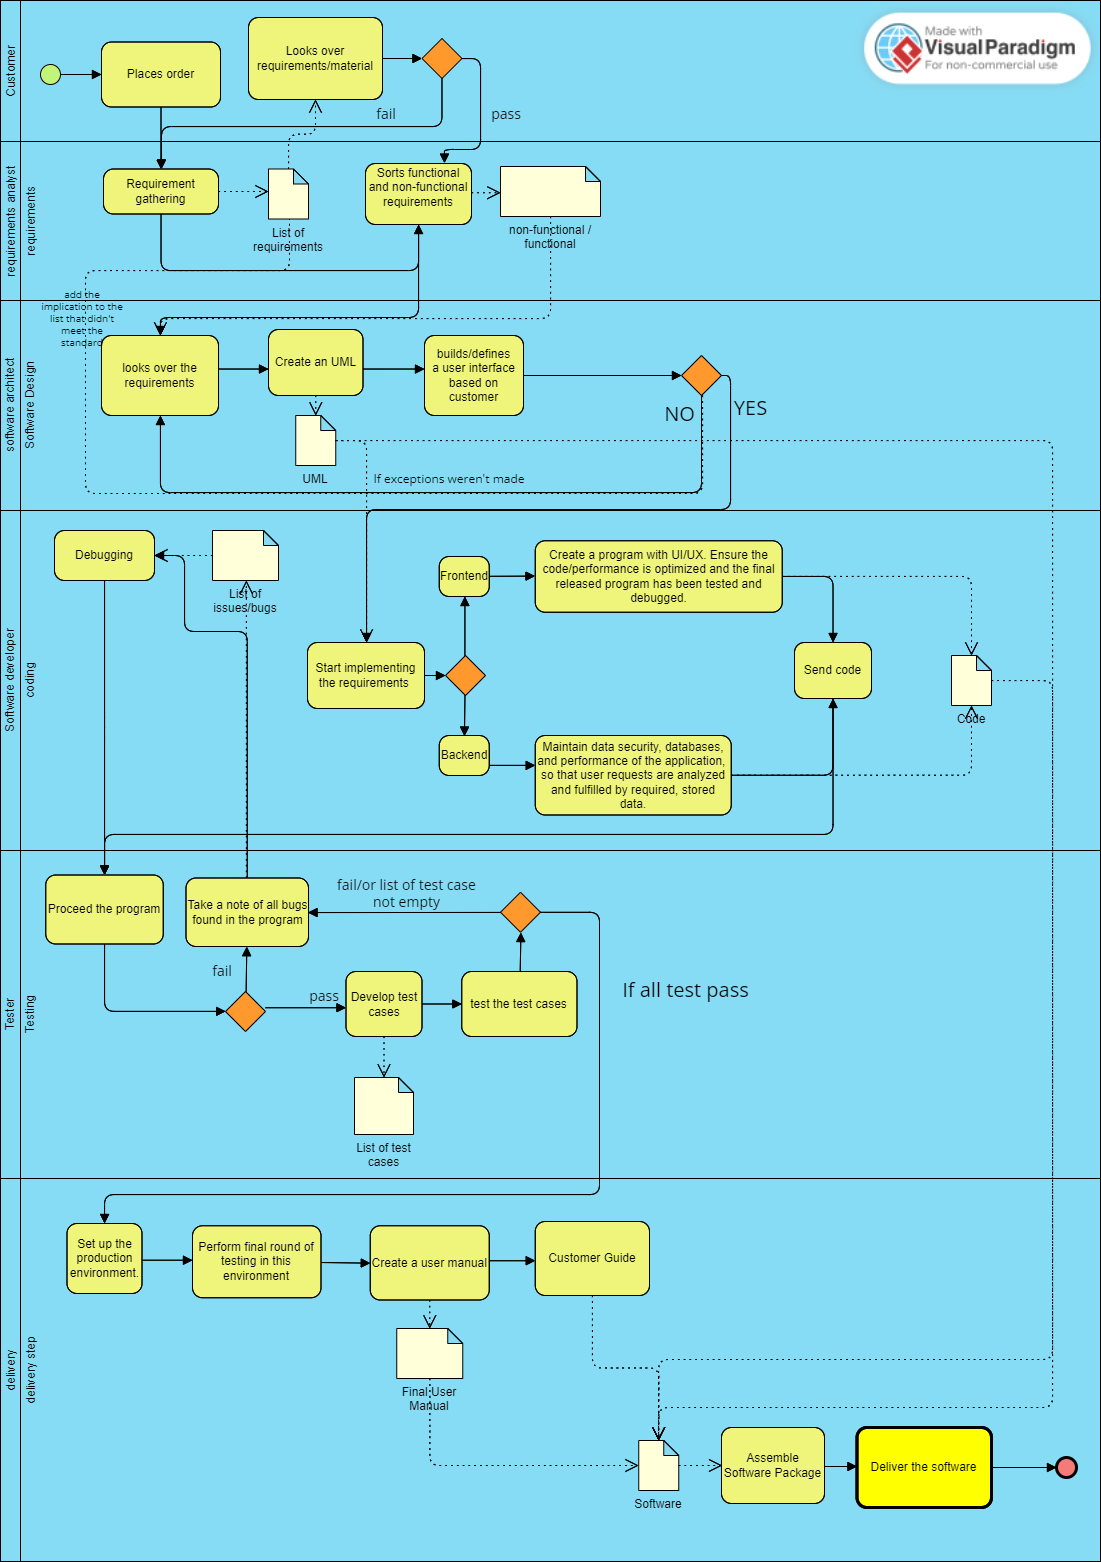 Made with
Visual Paradigm
For non-commercial use
Customer
Places order
Looks over
requirements/material
fail
pass
requirements analyst
requirements
Requirement
gathering
List of
requirements
Sorts functional
and non-functional
requirements
non-functional /
functional
add the
implication to the
list that didn't
meet the
standard
software architect
Software Design
looks over the
requirements
Create an UML
builds/defines
a user interface
based on
customer
NO
YES
UML
If exceptions weren't made
Software developer
coding
Debugging
List of
issues/bugs
Start implementing
the requirements
Frontend
Backend
Create a program with UI/UX. Ensure the
code/performance is optimized and the final
released program has been tested and
debugged.
Maintain data security, databases,
and performance of the application,
so that user requests are analyzed
and fulfilled by required, stored
data.
Send code
Code
Tester
Testing
Proceed the program
Take a note of all bugs
found in the program
fail/or list of test case
not empty
fail
pass
Develop test
cases
test the test cases
If all test pass
List of test
cases
delivery
delivery step
Set up the
production
environment.
Perform final round of
testing in this
environment
Create a user manual
Customer Guide
Final User
Manual
Software
Assemble
Software Package
Deliver the software